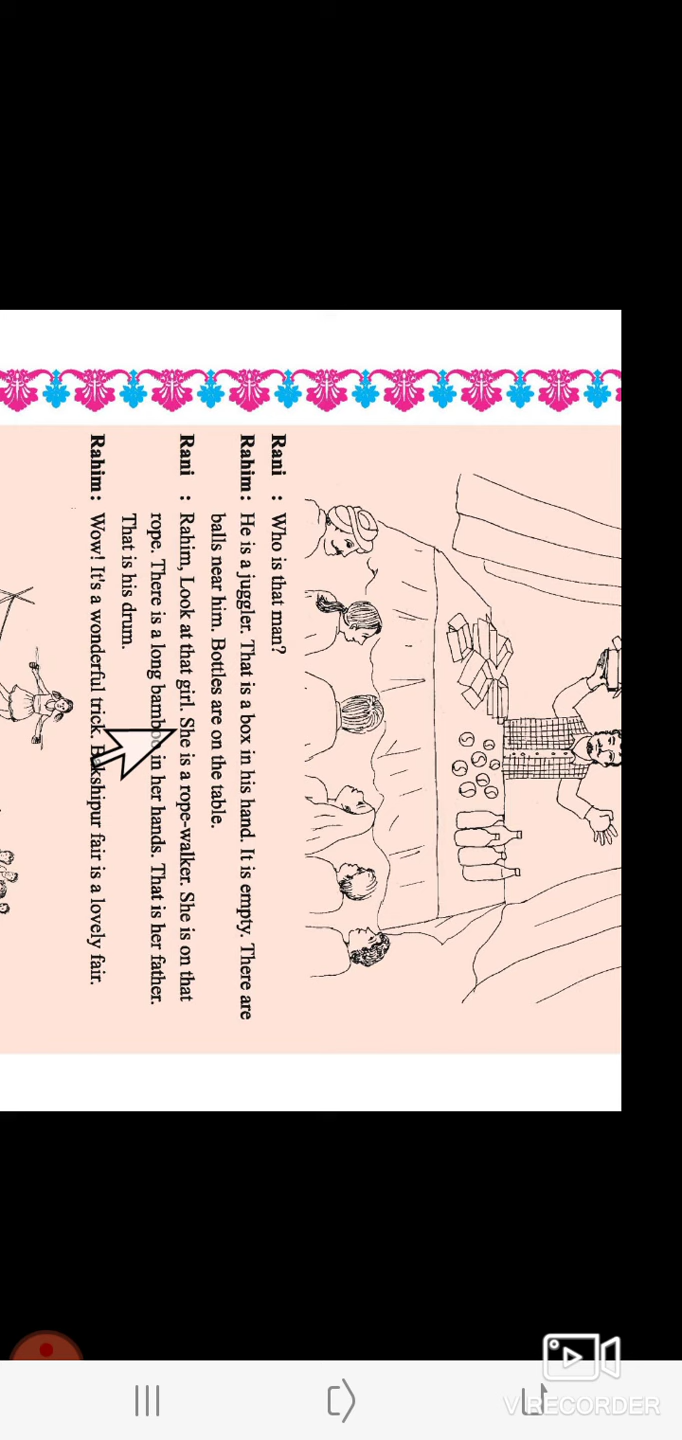 Rani : Who is that man?
Rahim : He is a juggler. That is a box in his hand. It is empty. There are
balls near him. Bottles are on the table.
Rani : Rahim, Look at that girl. She is a rope-walker. She is on that
rope. There is a long bamboo in her hands. That is her father.
That is his drum.
Rahim : Wow! It's a wonderful trick. Bakshipur fair is a lovely fair.
VRECORDER